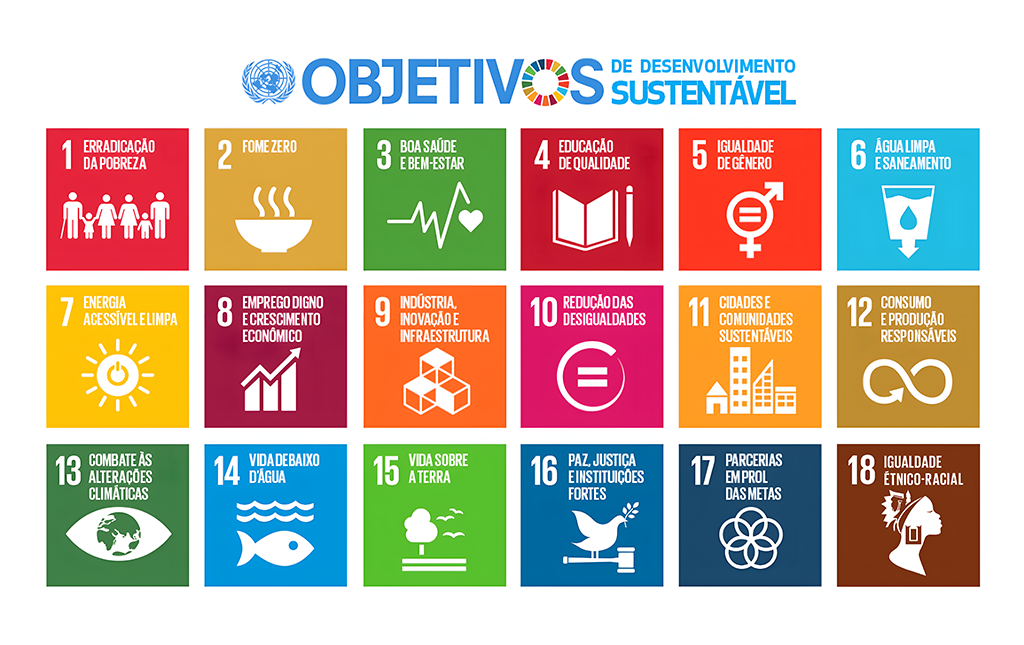 OBJETIVOS DE DESENVOLVIMENTO
SUSTENTÁVEL
1 ERRADICAÇÃO
DA POBREZA
2 FOME ZERO
3 BOA SAÚDE
E BEM-ESTAR
4 EDUCAÇÃO
DE QUALIDADE
5 IGUALDADE
DE GÊNERO
6 ÁGUA LIMPA
E SANEAMENTO
7 ENERGIA
ACESSÍVEL E LIMPA
8 EMPREGO DIGNO
E CRESCIMENTO
ECONÔMICO
9 INDÚSTRIA,
INOVAÇÃO E
INFRAESTRUTURA
10 REDUÇÃO DAS
DESIGUALDADES
11 CIDADES E
COMUNIDADES
SUSTENTÁVEIS
12 CONSUMO
E PRODUÇÃO
RESPONSÁVEIS
13 COMBATE ÀS
ALTERAÇÕES
CLIMÁTICAS
14 VIDA DEBAIXO
D'ÁGUA
15 VIDA SOBRE
A TERRA
16 PAZ, JUSTIÇA
E INSTITUIÇÕES
FORTES
17 PARCERIAS
EM PROL
DAS METAS
18 IGUALDADE
ÉTNICO-RACIAL